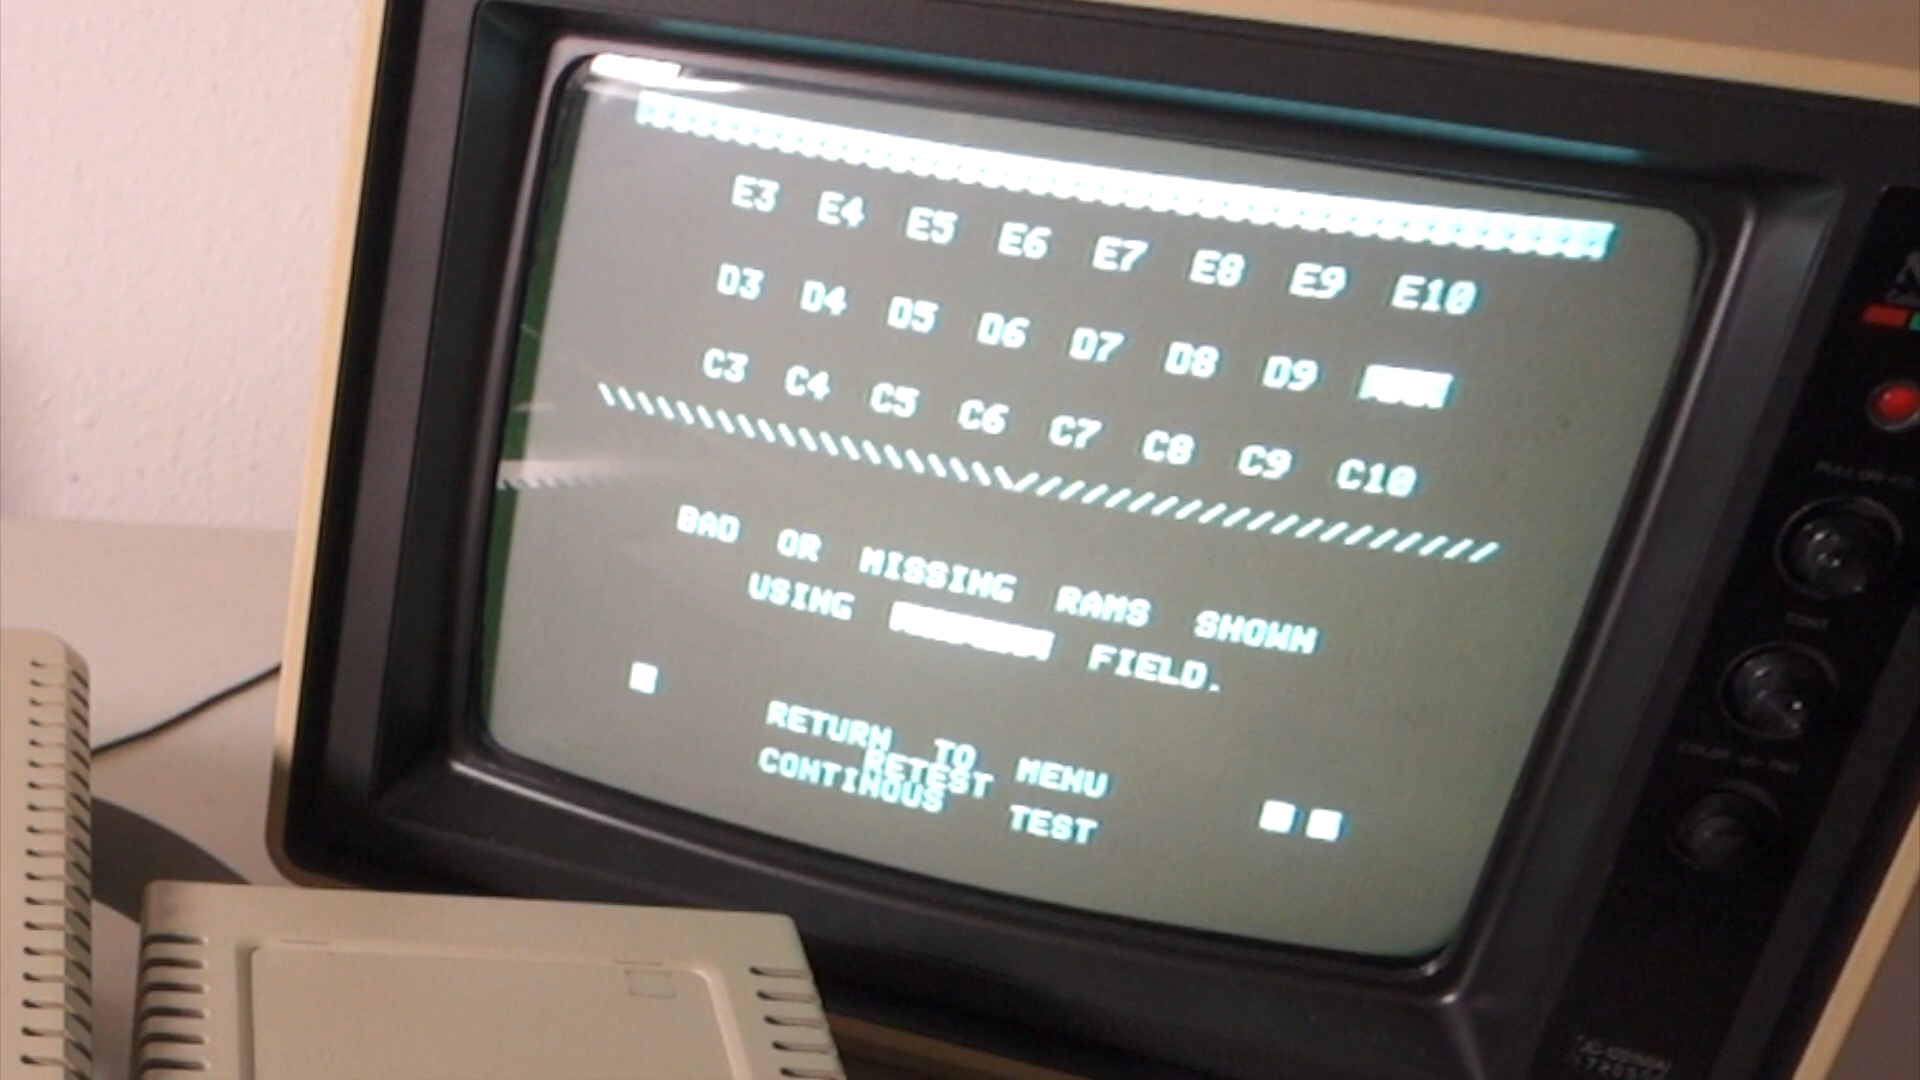 E3 E4 E5 E6 E7 E8 E9 E10
D3 D4 D5 D6 D7 D8 D9
C3 C4 C5 C6 C7 C8 C9 C10
\\\\\\\\\\\\\\\\\\\\////////////////////
BAD OR MISSING RAMS SHOWN
USING FIELD.
RETURN TO MENU
RETEST
CONTINOUS TEST